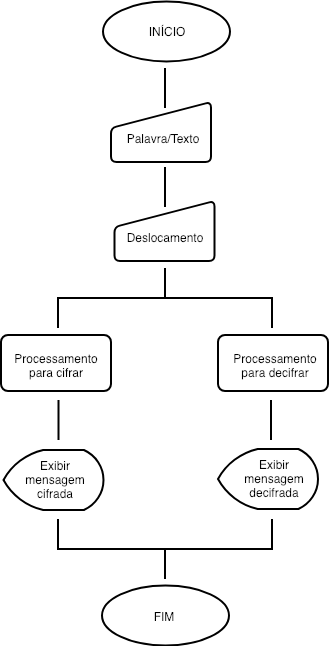 INÍCIO
Palavra/Texto
Deslocamento
Processamento
para cifrar
Processamento
para decifrar
Exibir
mensagem
cifrada
Exibir
mensagem
decifrada
FIM